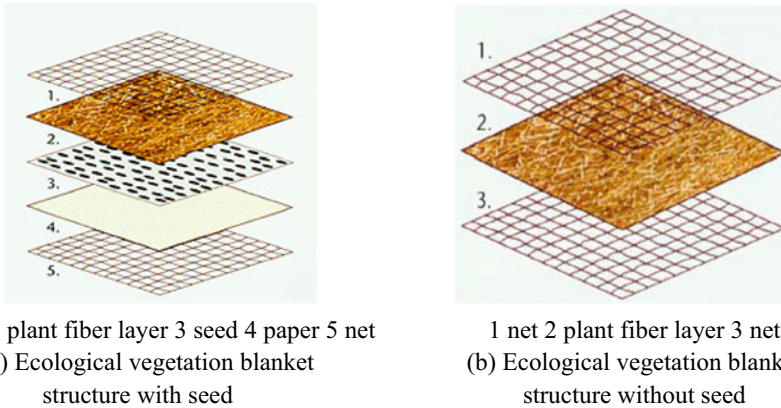 1.
2.
3.
4.
5.
1.
2.
3.
plant fiber layer 3 seed 4 paper 5 net
) Ecological vegetation blanket
structure with seed
1 net 2 plant fiber layer 3 net
(b) Ecological vegetation blank
structure without seed